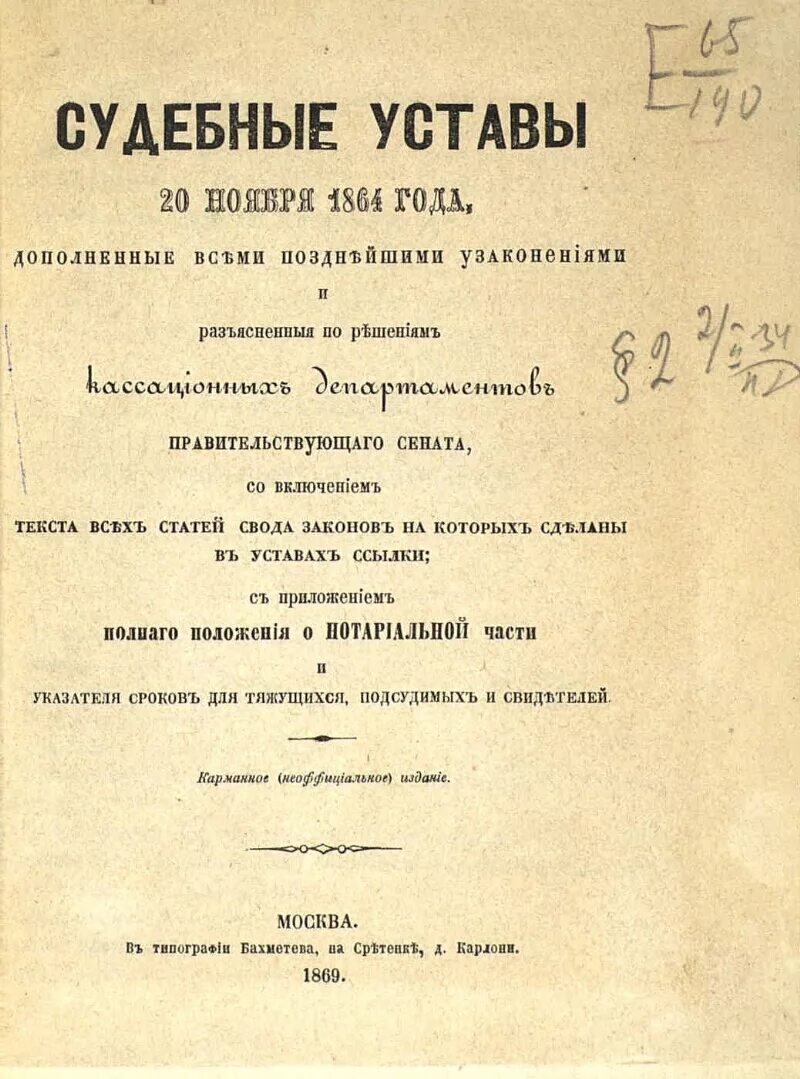 65
190
СУДЕБНЫЕ УСТАВЫ
20 НОЯБРЯ 1864 ГОДА,
ДОПОЛНЕННЫЕ ВСѢМИ ПОЗДНѢЙШИМИ УЗАКОНЕНІЯМИ
И
РАЗЪЯСНЕННЫЯ ПО РѢШЕНІЯМЪ
Кассаціонныхъ Департаментовъ
ПРАВИТЕЛЬСТВУЮЩАГО СЕНАТА,
СО ВКЛЮЧЕНІЕМЪ
ТЕКСТА ВСѢХЪ СТАТЕЙ СВОДА ЗАКОНОВЪ НА КОТОРЫХЪ СДѢЛАНЫ
ВЪ УСТАВАХЪ ССЫЛКИ;
СЪ ПРИЛОЖЕНІЕМЪ
ПОЛНАГО ПОЛОЖЕНІЯ О НОТАРІАЛЬНОЙ ЧАСТИ
И
УКАЗАТЕЛЯ СРОКОВЪ ДЛЯ ТЯЖУЩИХСЯ, ПОДСУДИМЫХЪ И СВИДѢТЕЛЕЙ.
Карманное (неоффиціальное) изданіе.
МОСКВА.
Въ типографіи Бахметева, на Срѣтенкѣ, д. Карлони.
1869.